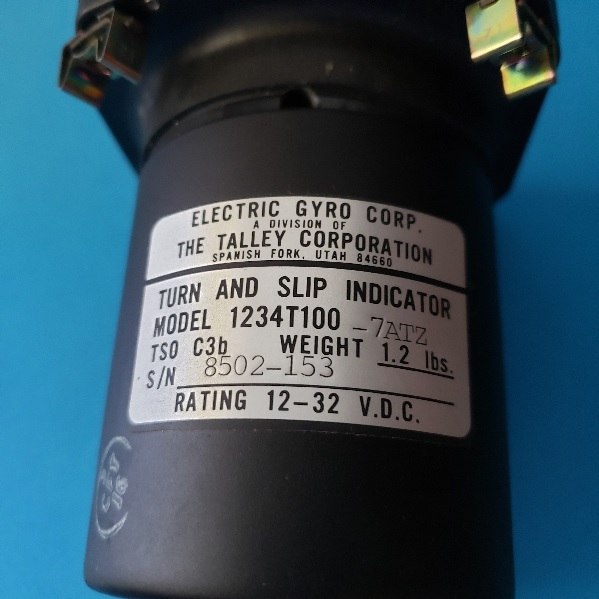 ELECTRIC GYRO CORP.
A DIVISION OF
THE TALLEY CORPORATION
SPANISH FORK, UTAH 84660
TURN AND SLIP INDICATOR
MODEL 1234T100 -7ATZ
TSO C3b WEIGHT 1.2 lbs.
S/N 8502-153
RATING 12-32 V.D.C.